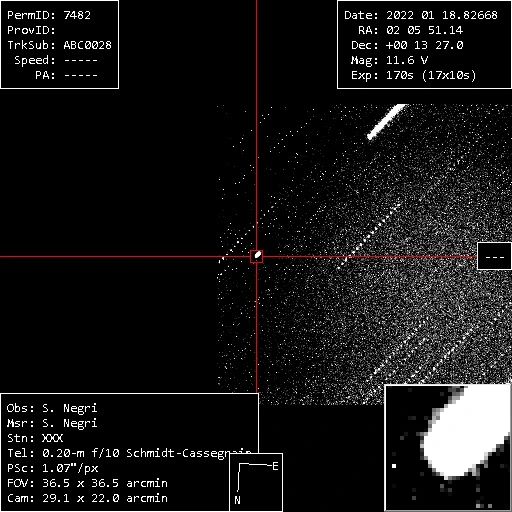 PermID: 7482
ProvID:
TrkSub: ABC0028
Speed: -----
PA: -----
Date: 2022 01 18.82668
RA: 02 05 51.14
Dec: +00 13 27.0
Mag: 11.6 V
Exp: 170s (17x10s)
---
Obs: S. Negri
Msr: S. Negri
Stn: XXX
Tel: 0.20-m f/10 Schmidt-Cassegrain
PSc: 1.07"/px
FOV: 36.5 x 36.5 arcmin
Cam: 29.1 x 22.0 arcmin
E
N